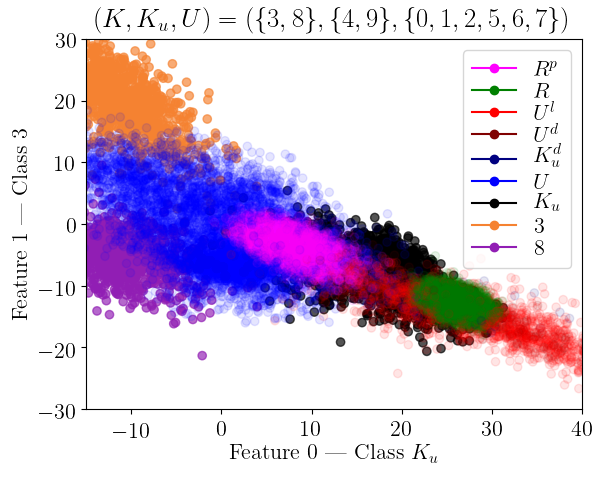 (K, K_u, U) = ({3, 8}, {4, 9}, {0, 1, 2, 5, 6, 7})
30
20
10
0
−10
−20
−30
Feature 1 — Class 3
R^p
R
U^l
U^d
K_u^d
U
K_u
3
8
−10
0
10
20
30
40
Feature 0 — Class K_u